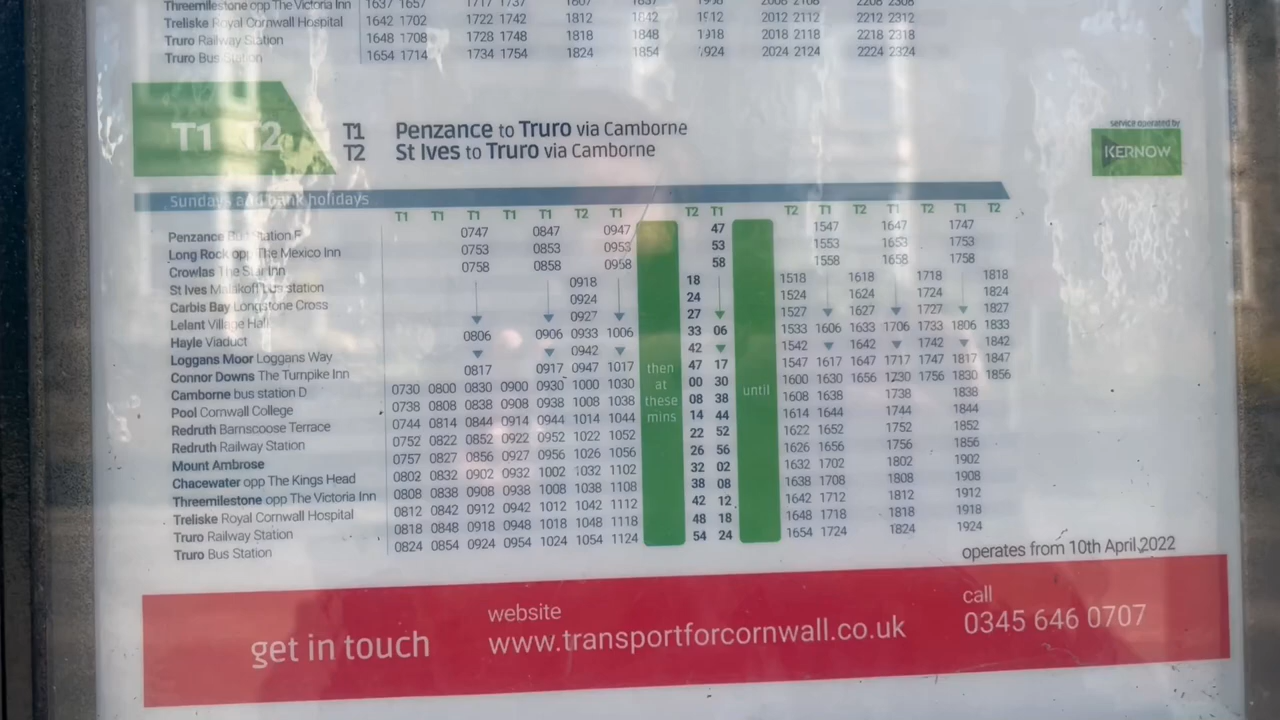 Threemilestone opp The Victoria Inn 1637 1657 1717 1737 1807 1837
Treliske Royal Cornwall Hospital 1642 1702 1722 1742 1812 1842 1912 2012 2112 2212 2312
Truro Railway Station 1648 1708 1728 1748 1818 1848 1918 2018 2118 2218 2318
Truro Bus Station 1654 1714 1734 1754 1824 1854 1924 2024 2124 2224 2324
T1 T2
T1 Penzance to Truro via Camborne
T2 St Ives to Truro via Camborne
service operated by
KERNOW
Sundays and bank holidays
T1 T1 T1 T1 T1 T2 T1 T2 T1 T2 T1 T2 T1 T2 T1 T2
Penzance Bus Station F 0747 0847 0947 47 1547 1647 1747
Long Rock opp The Mexico Inn 0753 0853 0953 53 1553 1653 1753
Crowlas The Star Inn 0758 0858 0958 58 1558 1658 1758
St Ives Malakoff bus station 0918 18 1518 1618 1718 1818
Carbis Bay Longstone Cross 0924 24 1524 1624 1724 1824
Lelant Village Hall 0927 27 1527 1627 1727 1827
Hayle Viaduct 0806 0906 0933 1006 33 06 1533 1606 1633 1706 1733 1806 1833
Loggans Moor Loggans Way 0942 42 1542 1642 1742 1842
Connor Downs The Turnpike Inn 0817 0917 0947 1017 47 17 1547 1617 1647 1717 1747 1817 1847
Camborne bus station D 0730 0800 0830 0900 0930 1000 1030 00 30 1600 1630 1656 1730 1756 1830 1856
Pool Cornwall College 0738 0808 0838 0908 0938 1008 1038 08 38 1608 1638 1738 1838
Redruth Barnscoose Terrace 0744 0814 0844 0914 0944 1014 1044 14 44 1614 1644 1744 1844
Redruth Railway Station 0752 0822 0852 0922 0952 1022 1052 22 52 1622 1652 1752 1852
Mount Ambrose 0757 0827 0856 0927 0956 1026 1056 26 56 1626 1656 1756 1856
Chacewater opp The Kings Head 0802 0832 0902 0932 1002 1032 1102 32 02 1632 1702 1802 1902
Threemilestone opp The Victoria Inn 0808 0838 0908 0938 1008 1038 1108 38 08 1638 1708 1808 1908
Treliske Royal Cornwall Hospital 0812 0842 0912 0942 1012 1042 1112 42 12 1642 1712 1812 1912
Truro Railway Station 0818 0848 0918 0948 1018 1048 1118 48 18 1648 1718 1818 1918
Truro Bus Station 0824 0854 0924 0954 1024 1054 1124 54 24 1654 1724 1824 1924
then
at
these
mins
until
operates from 10th April 2022
get in touch
website
www.transportforcornwall.co.uk
call
0345 646 0707